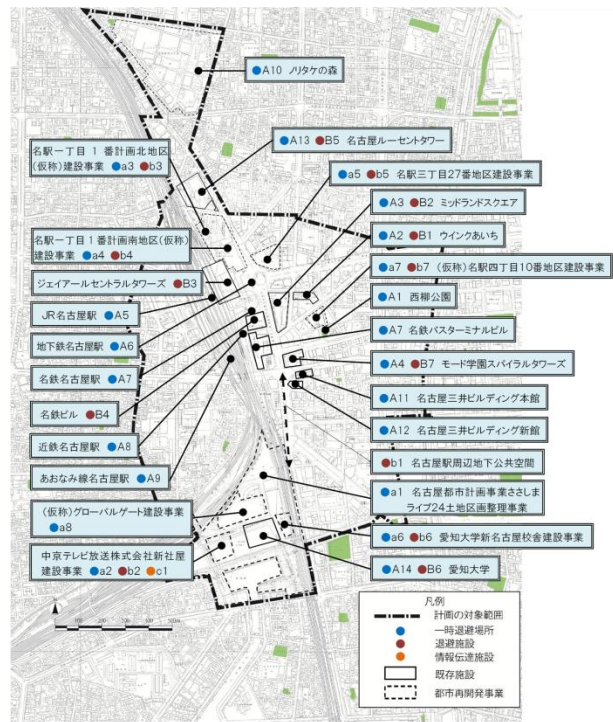 ●A10 ノリタケの森
名駅一丁目1番計画北地区
(仮称)建設事業 ●a3 ●b3
●A13 ●B5 名古屋ルーセントタワー
●a5 ●b5 名駅三丁目27番地区建設事業
●A3 ●B2 ミッドランドスクエア
名駅一丁目1番計画南地区(仮称)
建設事業 ●a4 ●b4
●A2 ●B1 ウインクあいち
ジェイアールセントラルタワーズ ●B3
●a7 ●b7 (仮称)名駅四丁目10番地区建設事業
JR名古屋駅 ●A5
●A1 西柳公園
地下鉄名古屋駅 ●A6
●A7 名鉄バスターミナルビル
名鉄名古屋駅 ●A7
●A4 ●B7 モード学園スパイラルタワーズ
名鉄ビル ●B4
●A11 名古屋三井ビルディング本館
近鉄名古屋駅 ●A8
●A12 名古屋三井ビルディング新館
あおなみ線名古屋駅 ●A9
●b1 名古屋駅周辺地下公共空間
●a1 名古屋都市計画事業ささしま
ライブ24土地区画整理事業
(仮称)グローバルゲート建設事業
●a8
●a6 ●b6 愛知大学新名古屋校舎建設事業
中京テレビ放送株式会社新社屋
建設事業 ●a2 ●b2 ●c1
●A14 ●B6 愛知大学
凡例
計画の対象範囲
一時退避場所
退避施設
情報伝達施設
既存施設
都市再開発事業